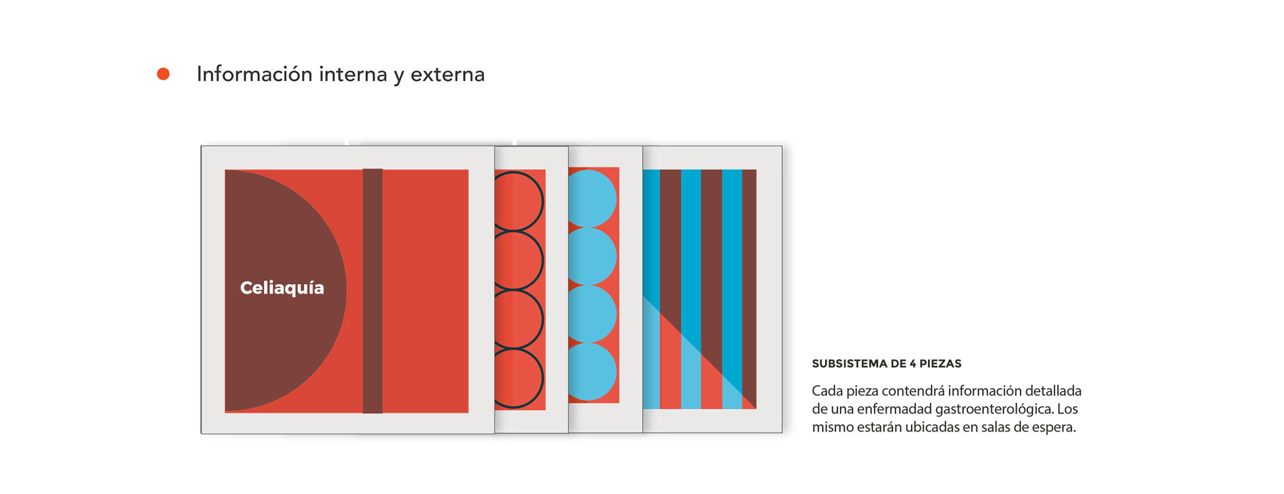 Información interna y externa
Celiaquía
SUBSISTEMA DE 4 PIEZAS
Cada pieza contendrá información detallada
de una enfermadad gastroenterológica. Los
mismo estarán ubicadas en salas de espera.